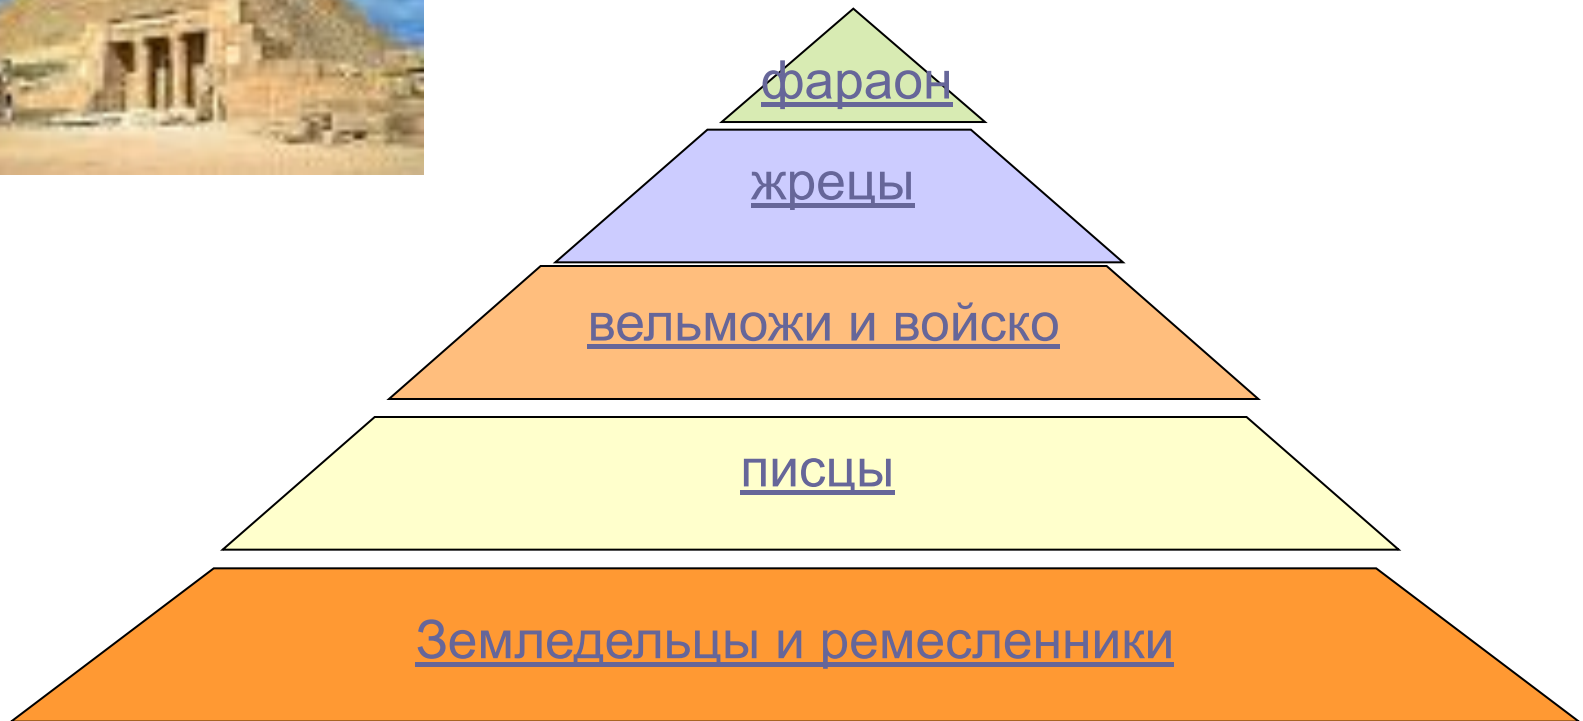 фараон
жрецы
вельможи и войско
писцы
Земледельцы и ремесленники